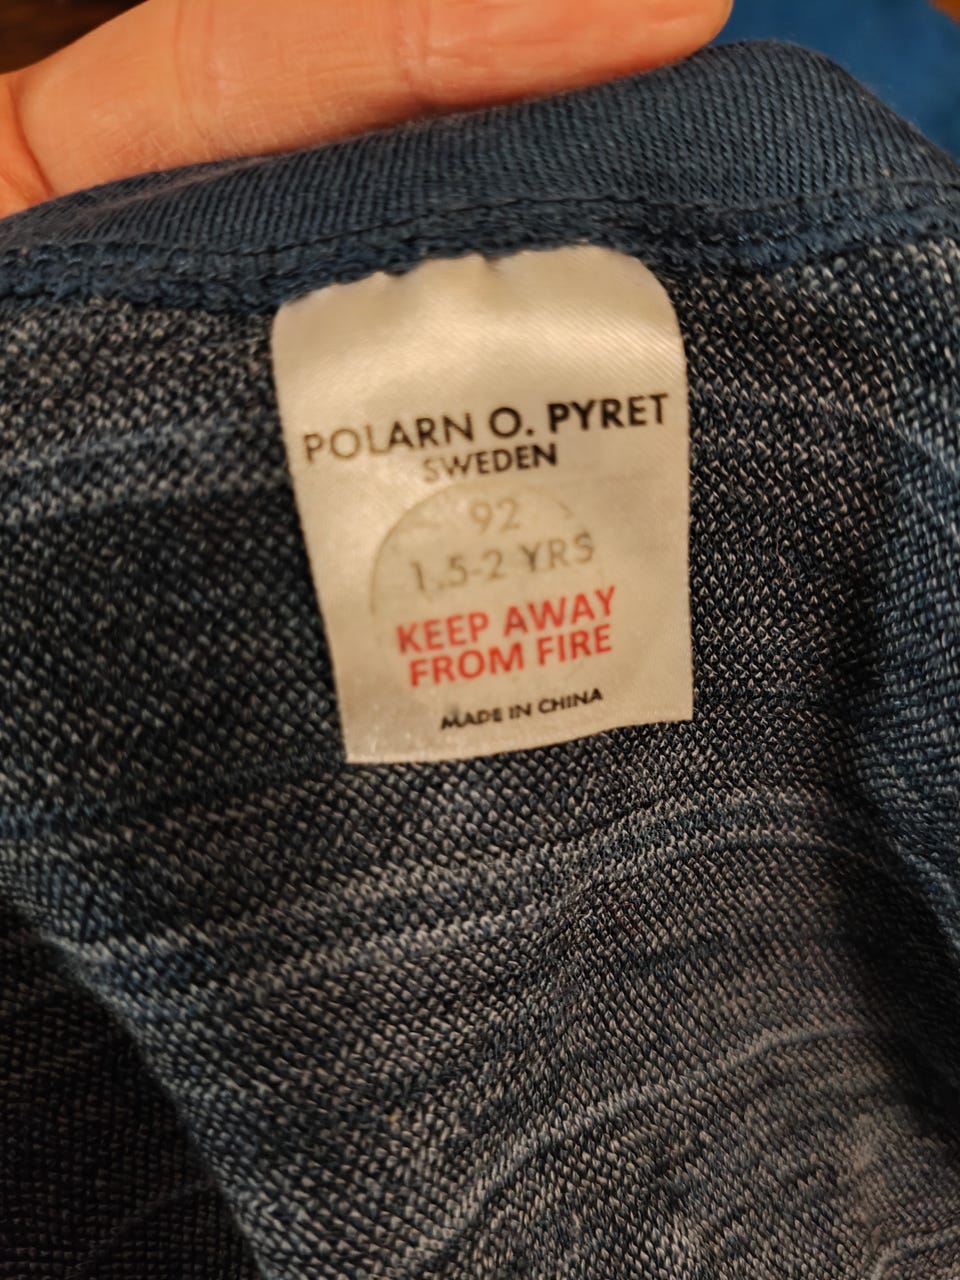 POLARN O. PYRET
SWEDEN
92
1.5-2 YRS
KEEP AWAY
FROM FIRE
MADE IN CHINA